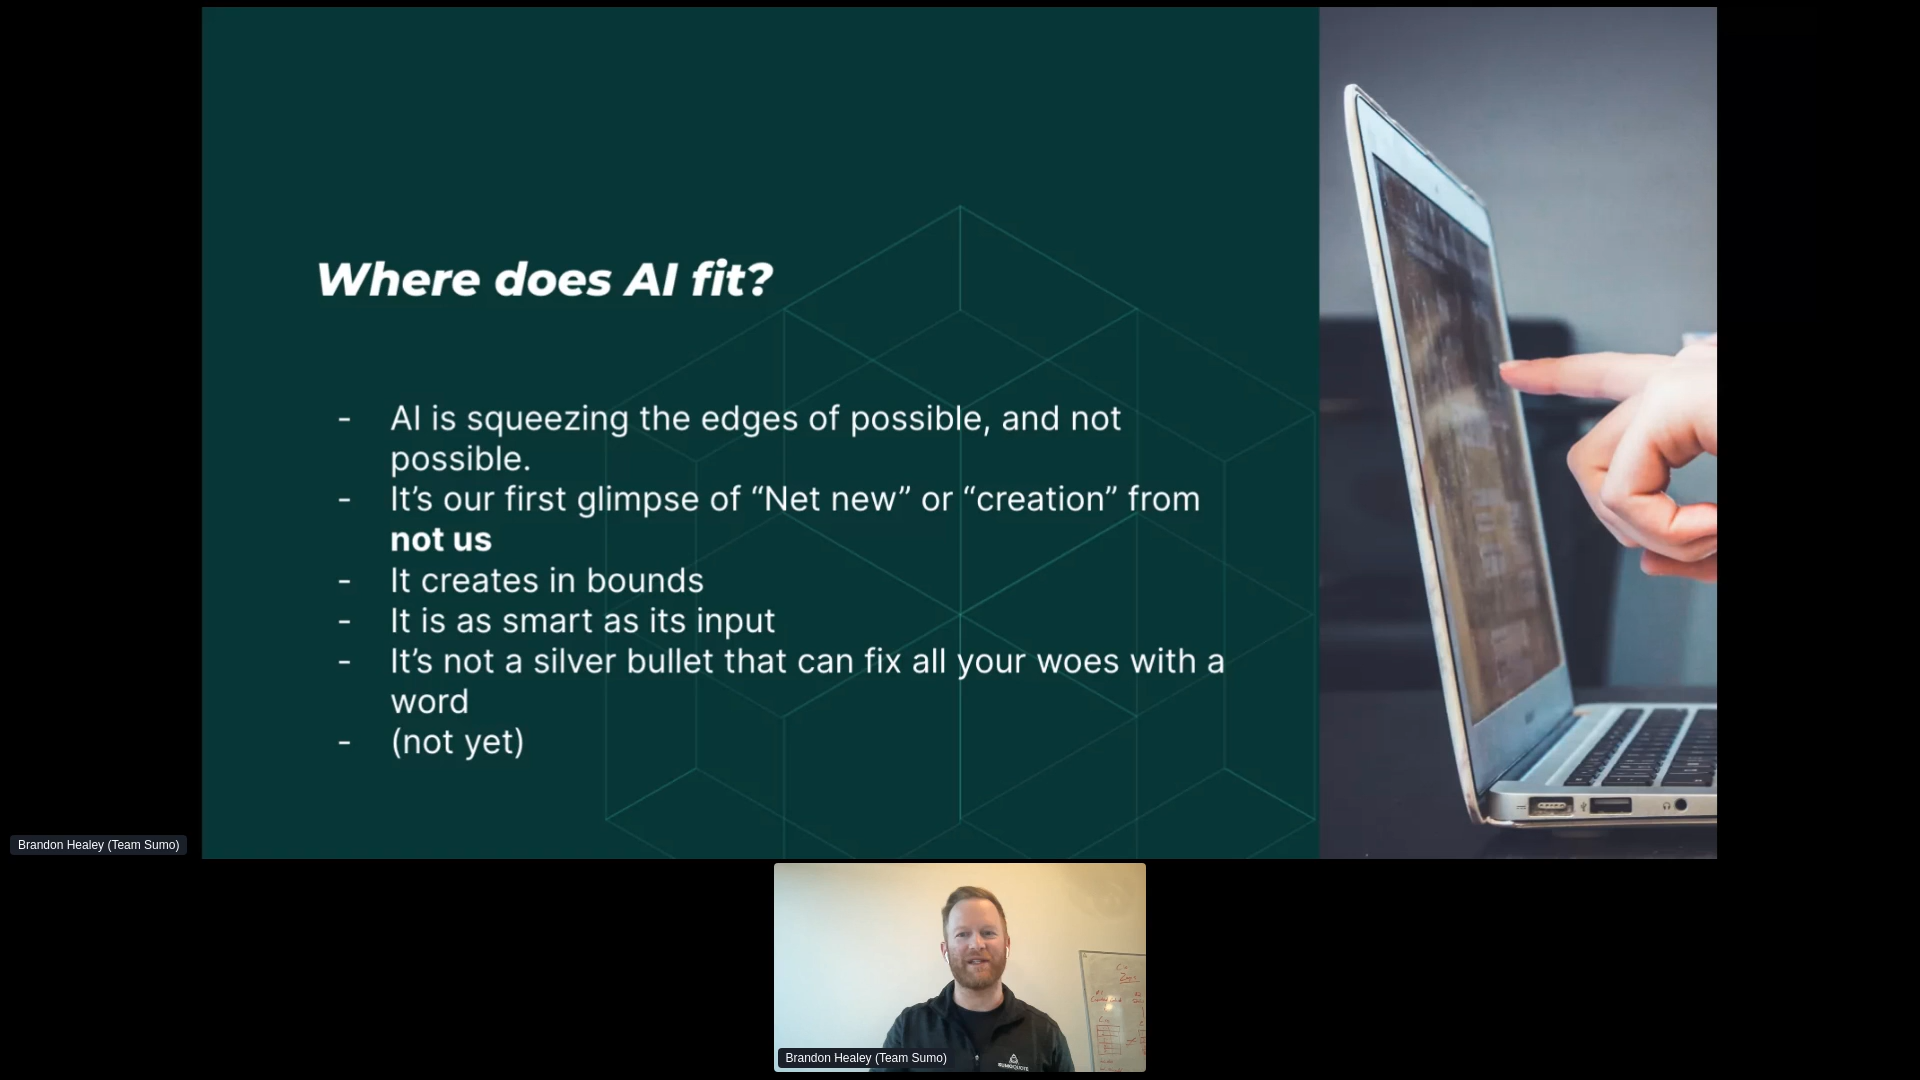 Where does AI fit?
- AI is squeezing the edges of possible, and not
possible.
- It’s our first glimpse of “Net new” or “creation” from
not us
- It creates in bounds
- It is as smart as its input
- It’s not a silver bullet that can fix all your woes with a
word
- (not yet)
Brandon Healey (Team Sumo)
Brandon Healey (Team Sumo)
SUMOQUOTE